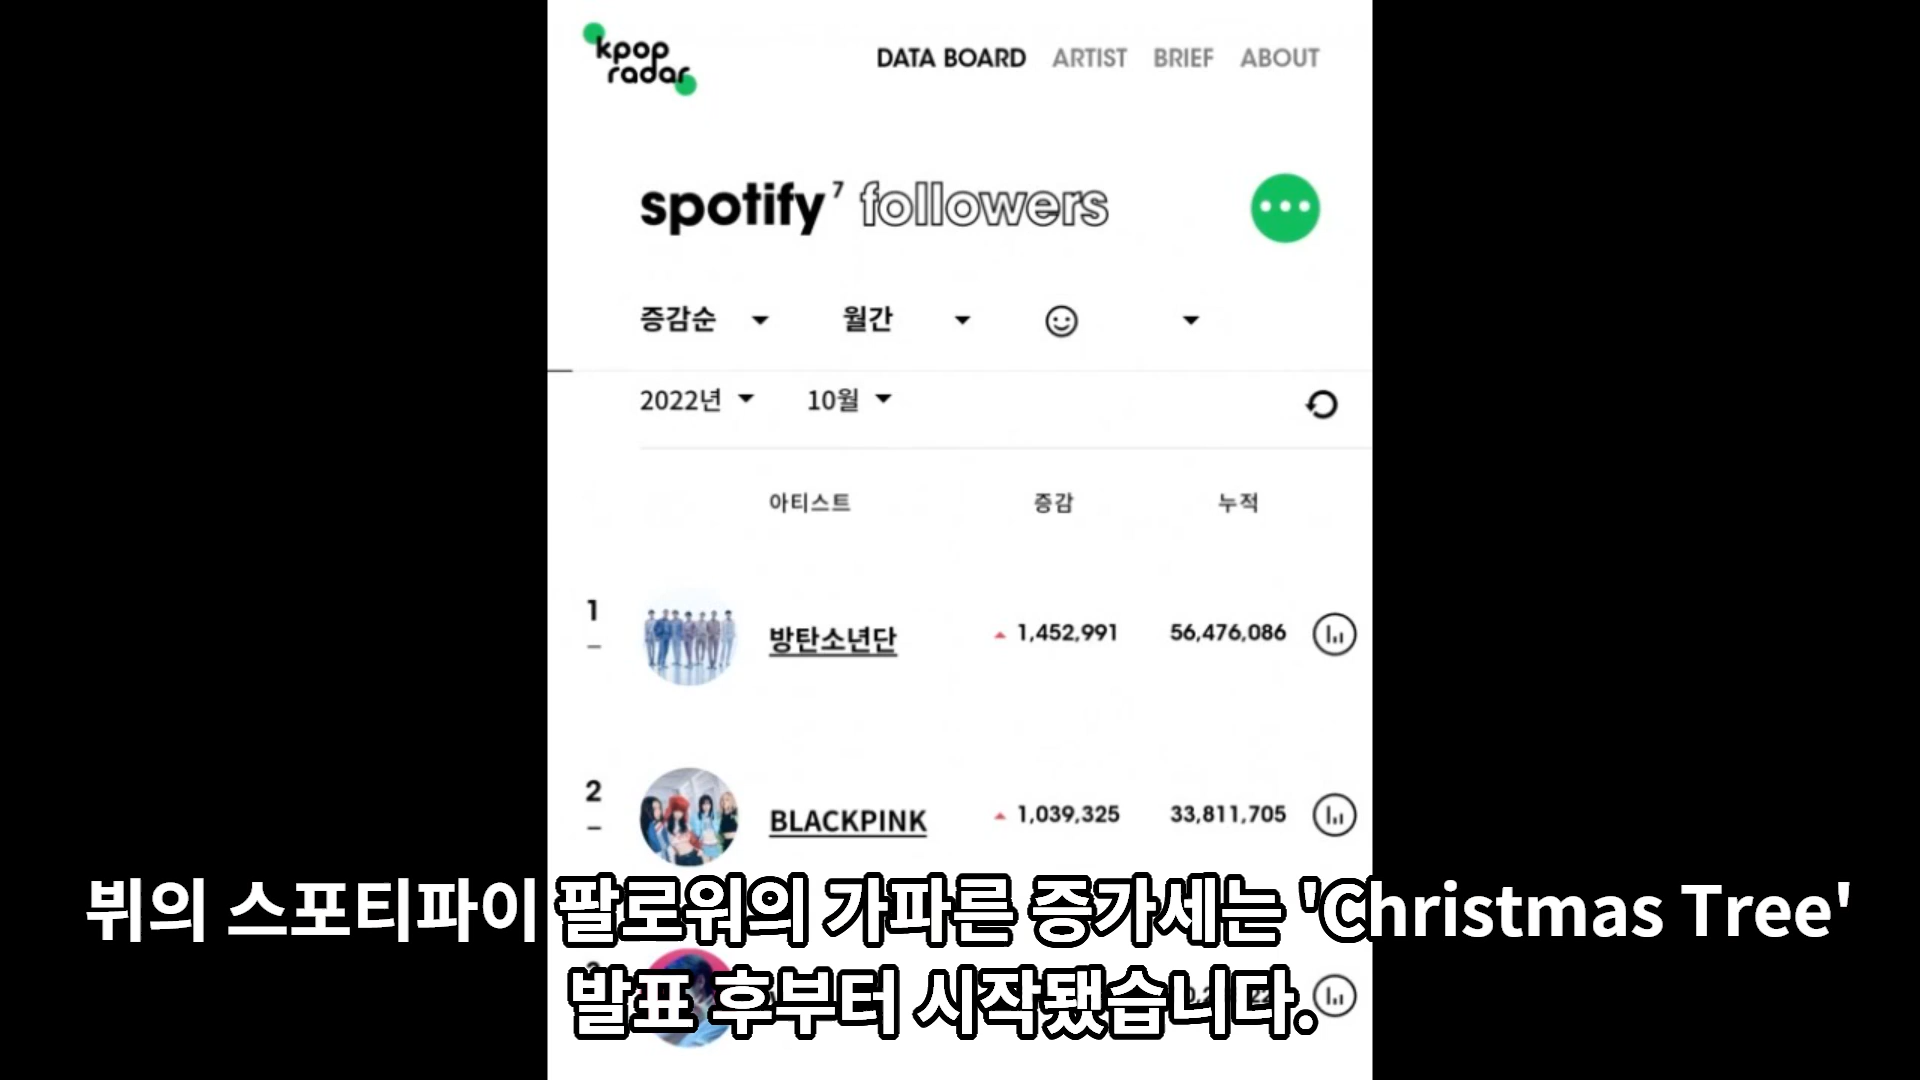 kpop
radar
DATA BOARD ARTIST BRIEF ABOUT
spotify7 followers
증감순 월간
2022년 10월
아티스트 증감 누적
1 방탄소년단 1,452,991 56,476,086
2 BLACKPINK 1,039,325 33,811,705
뷔의 스포티파이 팔로워의 가파른 증가세는 'Christmas Tree'
발표 후부터 시작됐습니다.